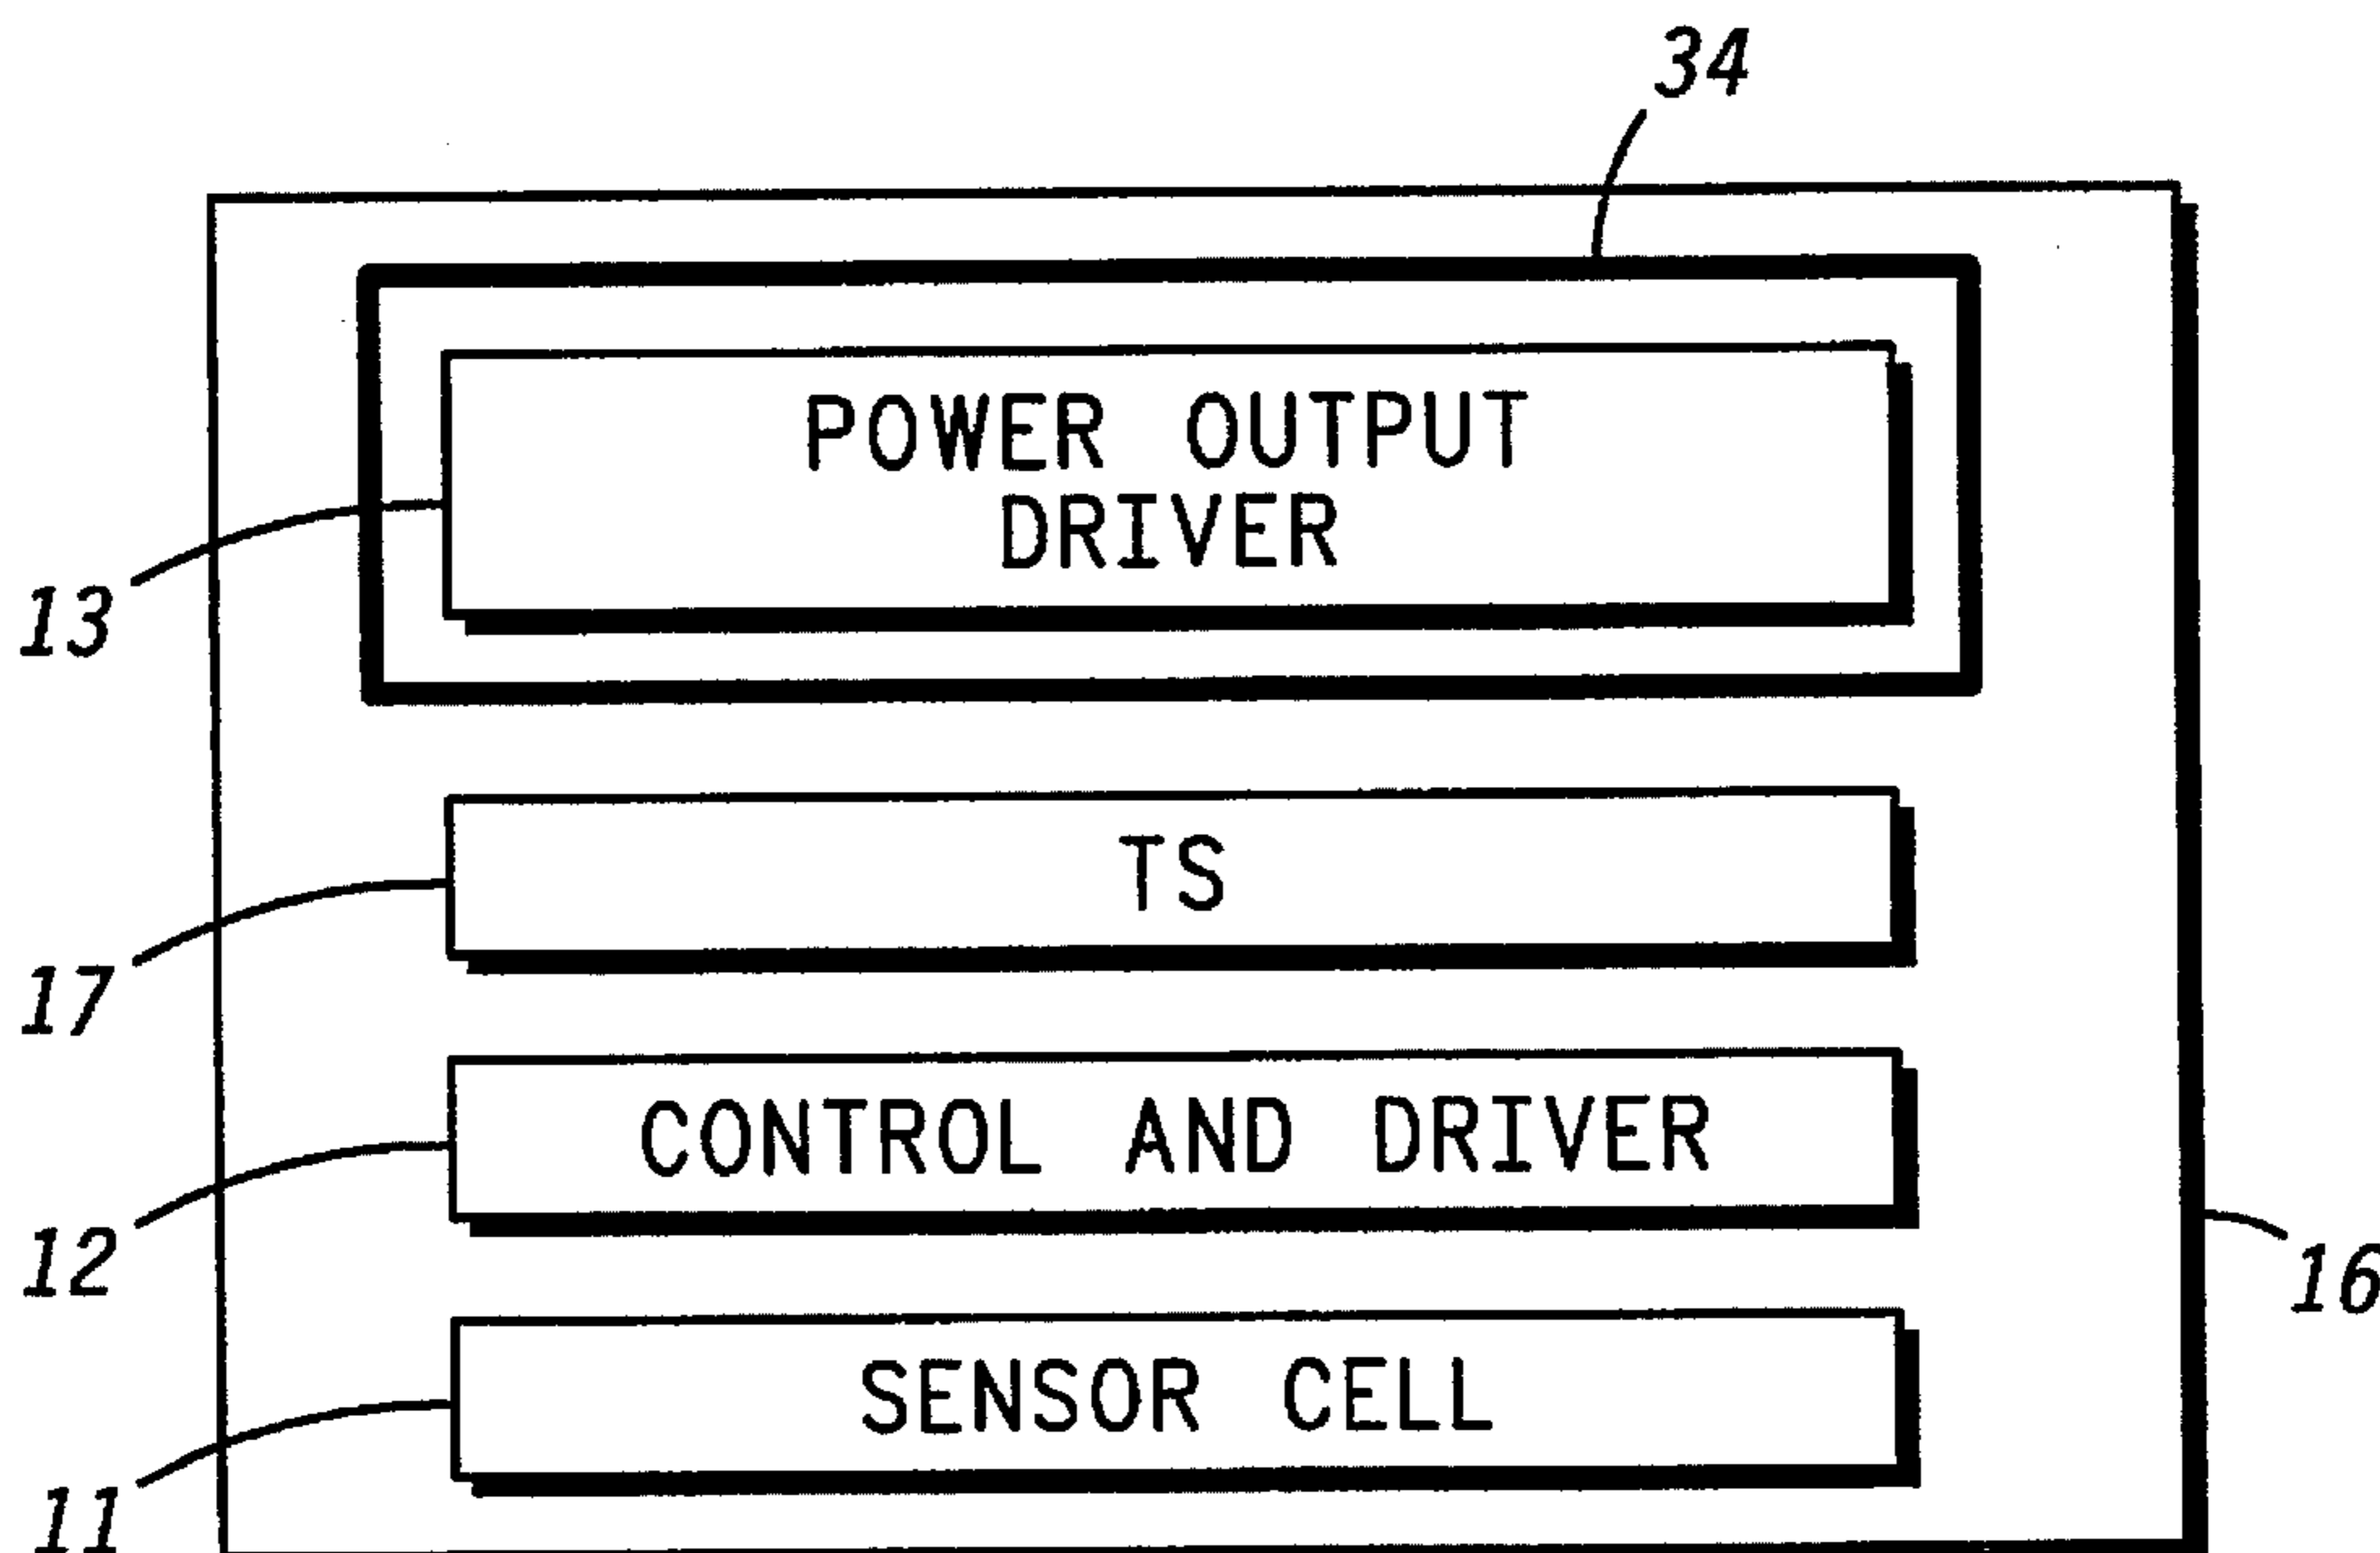 34
POWER OUTPUT
DRIVER
13
TS
17
CONTROL AND DRIVER
12
16
SENSOR CELL
11